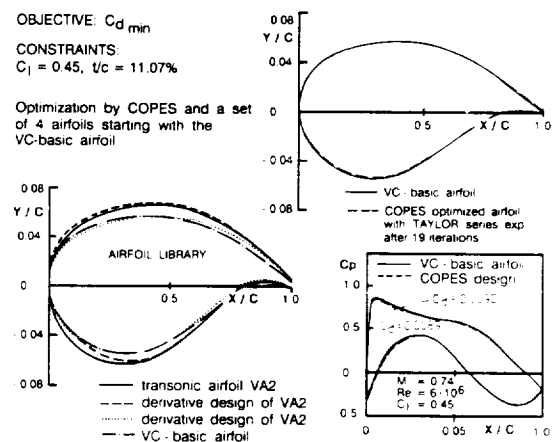 OBJECTIVE: Cd min
CONSTRAINTS:
Cl = 0.45, t/c = 11.07%
Optimization by COPES and a set
of 4 airfoils starting with the
VC-basic airfoil
0.08
Y / C
0.04
0
-0.04
0.08
0.5
X / C
1.0
VC-basic airfoil
COPES optimized airfoil
with TAYLOR series exp
after 19 iterations
0.08
Y / C
0.04
0
-0.04
-0.08
AIRFOIL LIBRARY
0.5
X / C
1.0
transonic airfoil VA2
derivative design of VA2
derivative design of VA2
VC-basic airfoil
Cp
VC-basic airfoil
COPES design
1.0
0.5
0
0.5
M = 0.74
Re = 6·10⁶
Cl = 0.45
0
0.05
X / C
1.0